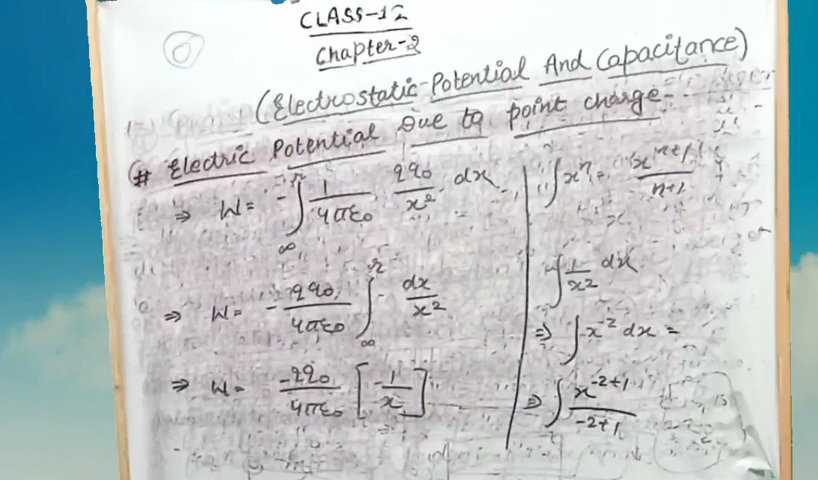 CLASS-12
Chapter-2
(Electrostatic Potential And Capacitance)
# Electric Potential Due to point charge-
⇒ W = -∫_∞^r 1/4πε₀ qq₀/x² · dx
⇒ W = -qq₀/4πε₀ ∫_∞^r dx/x²
⇒ W = -qq₀/4πε₀ [-1/x]
∫xⁿ = x^(n+1)/n+1
∫1/x² dx
⇒ ∫x⁻² dx =
⇒ ∫x^(-2+1)/-2+1